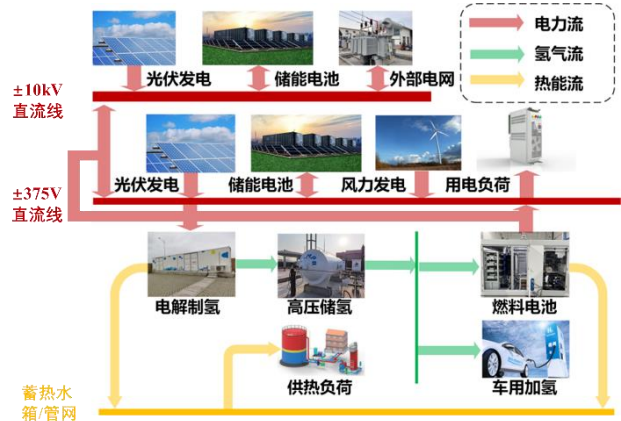 电力流
氢气流
热能流
光伏发电
储能电池
外部电网
±10kV
直流线
光伏发电
储能电池
风力发电
用电负荷
±375V
直流线
电解制氢
高压储氢
燃料电池
供热负荷
车用加氢
蓄热水
箱/管网